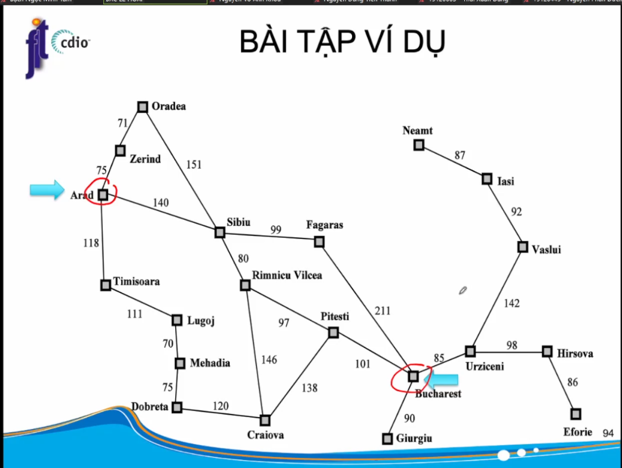 cdio
BÀI TẬP VÍ DỤ
Oradea
71
Neamt
Zerind
87
151
75
Iasi
Arad
140
92
Sibiu
Fagaras
99
118
Vaslui
80
Timisoara
Rimnicu Vilcea
142
111
211
Lugoj
97
Pitesti
70
98
Hirsova
146
85
Mehadia
101
Urziceni
138
86
75
Bucharest
Dobreta
120
90
Craiova
Giurgiu
Eforie
94